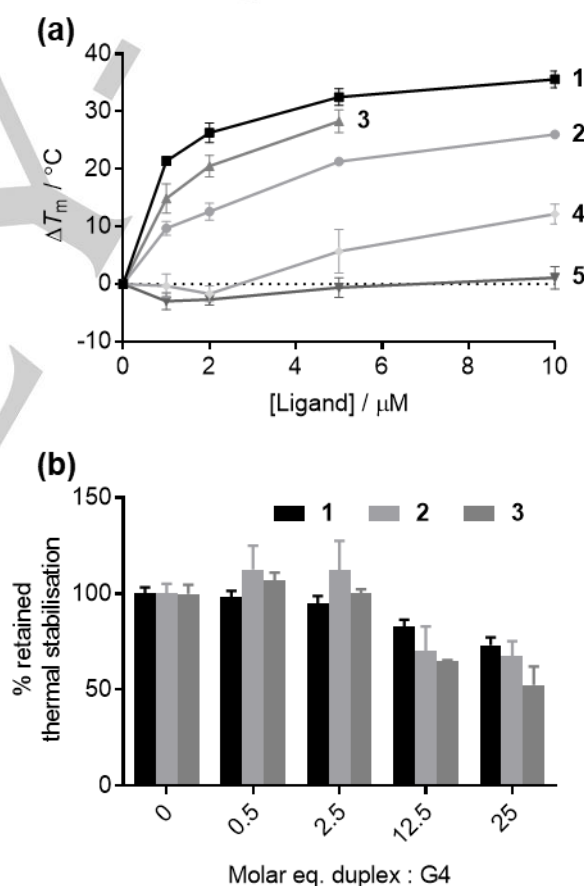 (a)
40
30
20
10
0
-10
ΔTm / °C
1
3
2
4
5
0 2 4 6 8 10
[Ligand] / μM
(b)
150
100
50
0
% retained
thermal stabilisation
1 2 3
0 0.5 2.5 12.5 25
Molar eq. duplex : G4